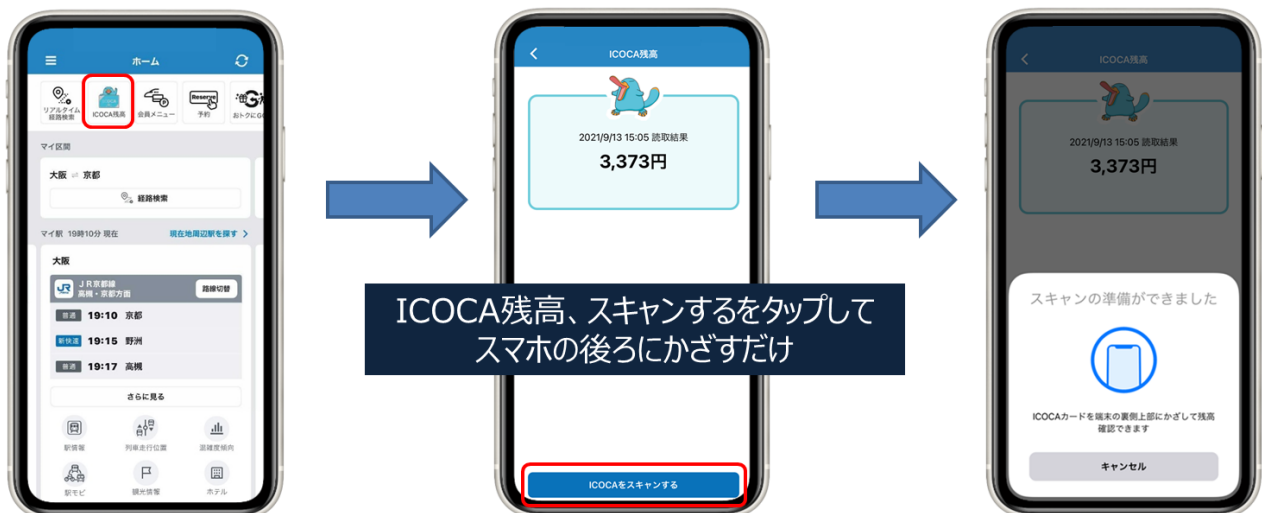 ホーム
リアルタイム
経路検索
ICOCA残高
会員メニュー
Reserve
予約
おトクにGO
マイ区間
大阪 ⇌ 京都
経路検索
マイ駅 19時10分 現在
現在地周辺駅を探す >
大阪
JR
JR京都線
高槻・京都方面
路線切替
普通 19:10 京都
新快速 19:15 野洲
普通 19:17 高槻
さらに見る
駅情報
列車走行位置
混雑度傾向
駅モビ
観光情報
ホテル
ICOCA残高
2021/9/13 15:05 読取結果
3,373円
ICOCAをスキャンする
ICOCA残高、スキャンするをタップして
スマホの後ろにかざすだけ
ICOCA残高
2021/9/13 15:05 読取結果
3,373円
スキャンの準備ができました
ICOCAカードを端末の裏側上部にかざして残高
確認できます
キャンセル